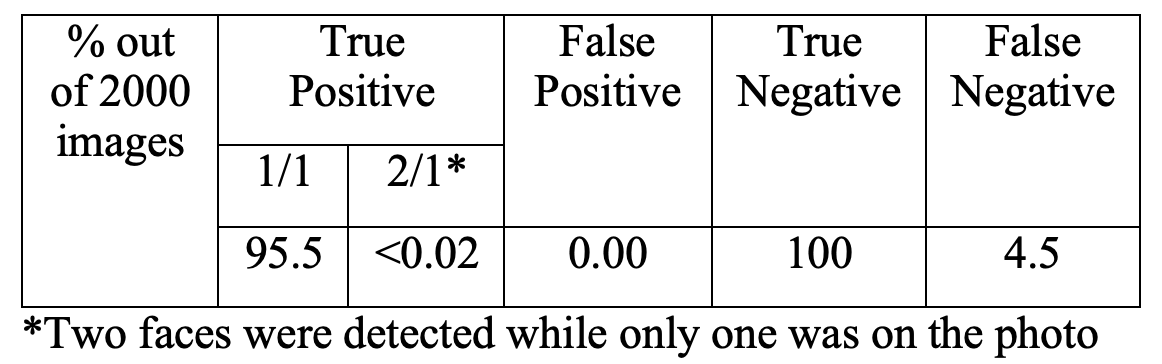 % out of 2000 images
True Positive
False Positive
True Negative
False Negative
1/1
2/1*
95.5
<0.02
0.00
100
4.5
*Two faces were detected while only one was on the photo